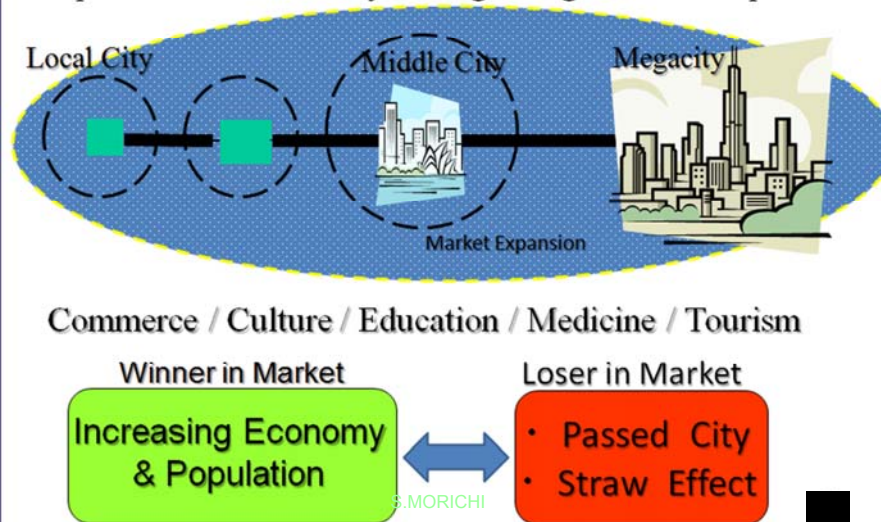 Local City
Middle City
Megacity
Market Expansion
Commerce / Culture / Education / Medicine / Tourism
Winner in Market
Loser in Market
Increasing Economy
& Population
・ Passed City
・ Straw Effect
S.MORICHI